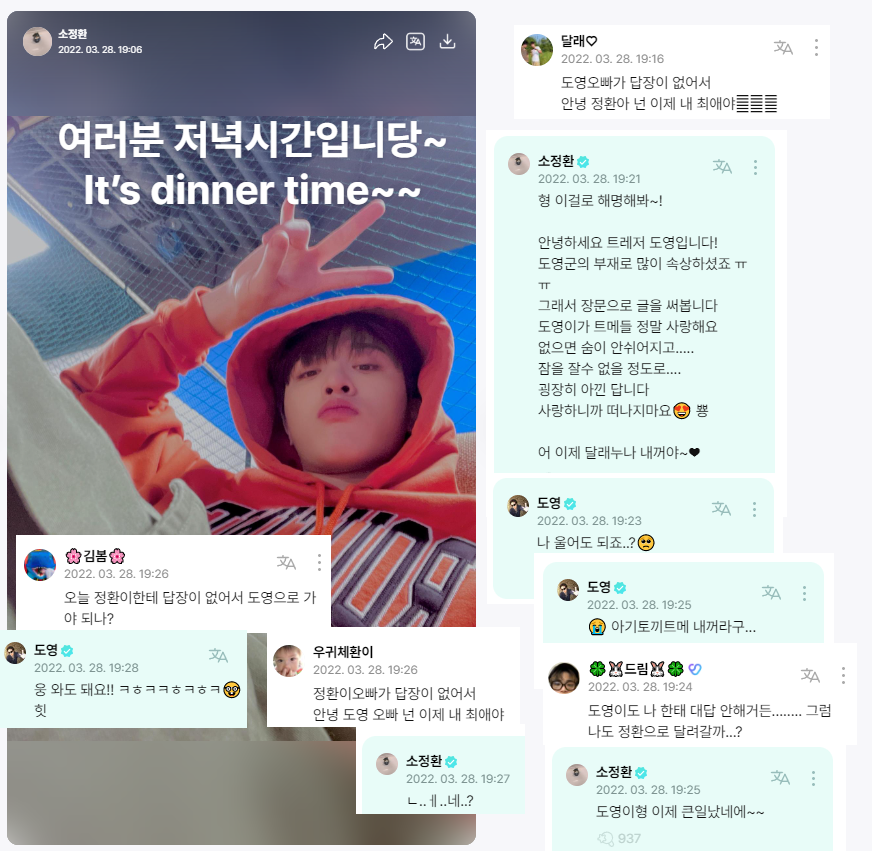 소정환
2022. 03. 28. 19:06
여러분 저녁시간입니당~
It's dinner time~~
달래♡
2022. 03. 28. 19:16
도영오빠가 답장이 없어서
안녕 정환아 넌 이제 내 최애야
소정환
2022. 03. 28. 19:21
형 이걸로 해명해봐~!
안녕하세요 트레저 도영입니다!
도영군의 부재로 많이 속상하셨죠 ㅠ
ㅠ
그래서 장문으로 글을 써봅니다
도영이가 트메들 정말 사랑해요
없으면 숨이 안쉬어지고.....
잠을 잘수 없을 정도로....
굉장히 아낀 답니다
사랑하니까 떠나지마요😍 뿅
어 이제 달래누나 내꺼야~♥
도영
2022. 03. 28. 19:23
나 울어도 되죠..?🥺
도영
2022. 03. 28. 19:25
😭 아기토끼트메 내꺼라구...
🍀🐰드림🐰🍀
2022. 03. 28. 19:24
도영이도 나 한태 대답 안해거든........ 그럼
나도 정환으로 달려갈까...?
소정환
2022. 03. 28. 19:25
도영이형 이제 큰일났네에~~
937
🌸김봄🌸
2022. 03. 28. 19:26
오늘 정환이한테 답장이 없어서 도영으로 가
야 되나?
도영
2022. 03. 28. 19:28
웅 와도 돼요!! ㅋㅎㅋㅋㅎㅋㅎㅋ
힛
우귀체환이
2022. 03. 28. 19:26
정환이오빠가 답장이 없어서
안녕 도영 오빠 넌 이제 내 최애야
소정환
2022. 03. 28. 19:27
ㄴ..ㅔ..네..?